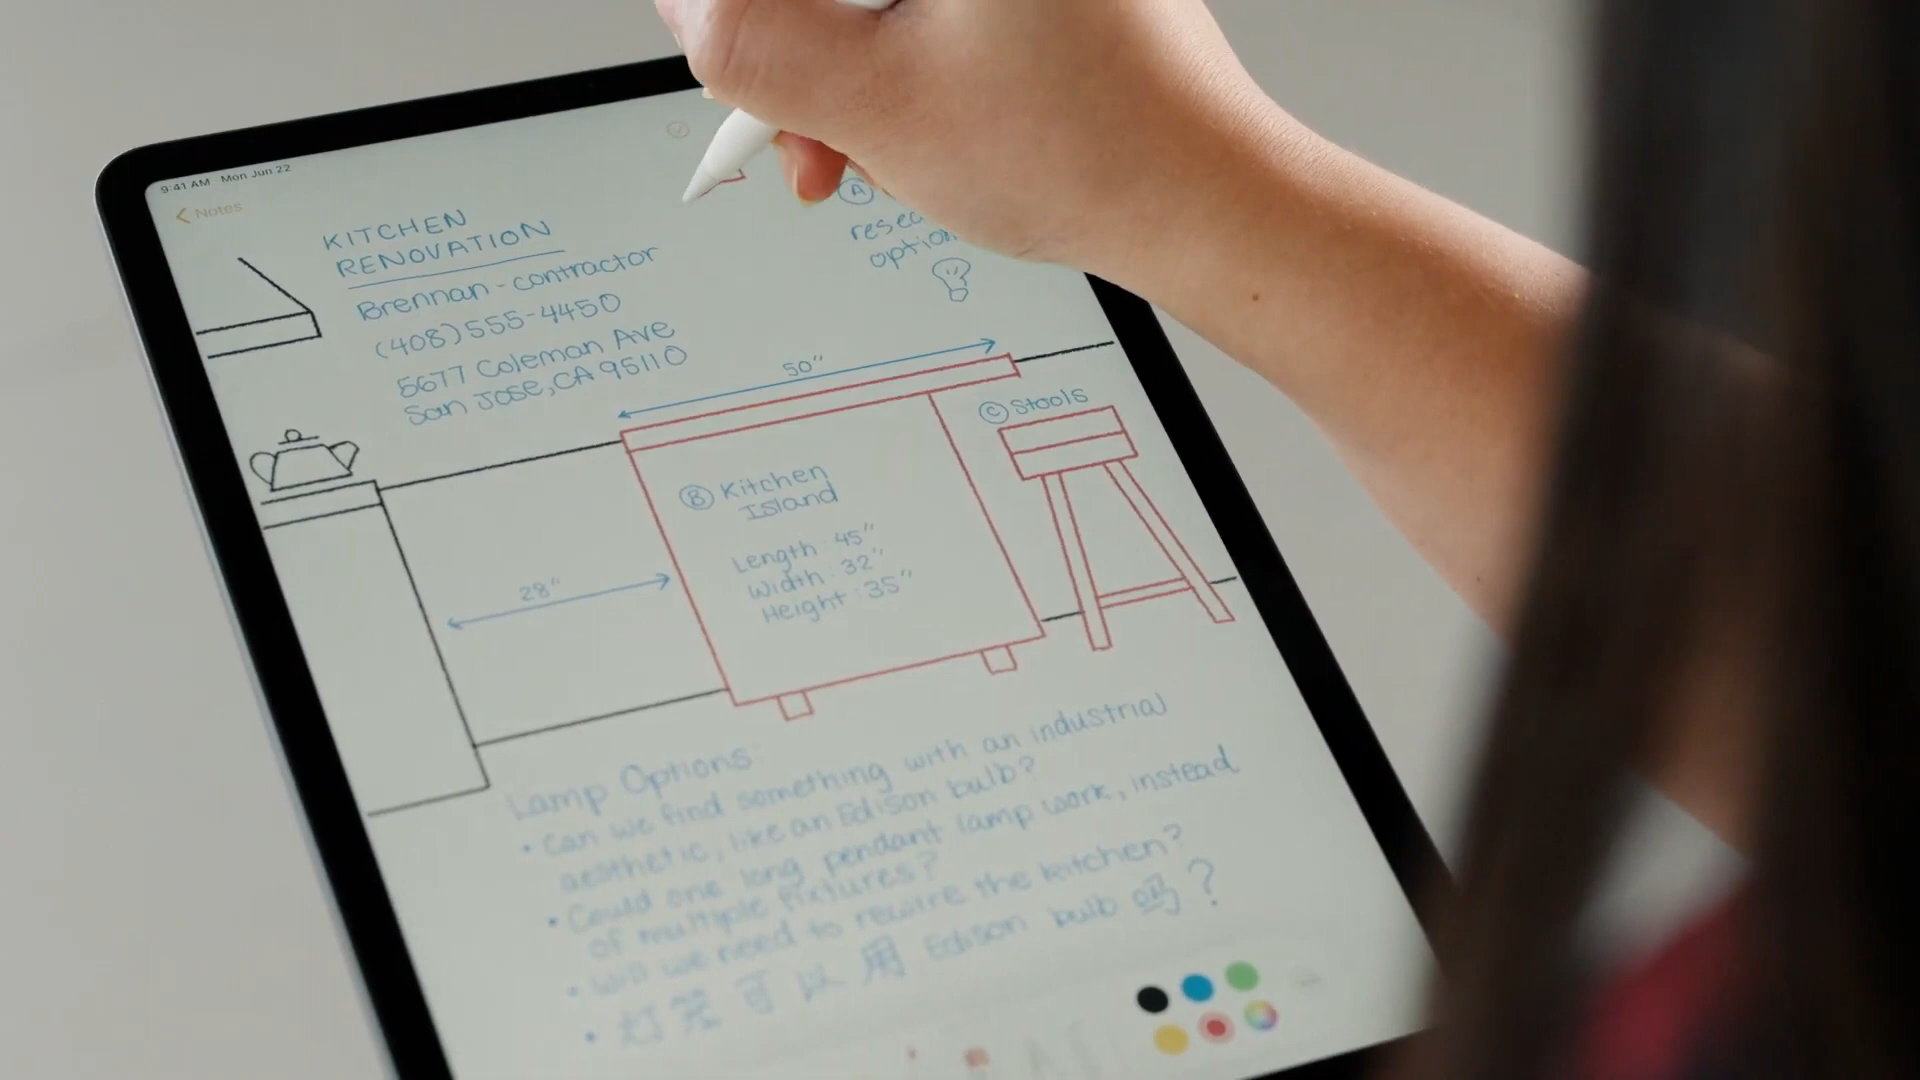 9:41 AM Mon Jun 22
Notes
KITCHEN
RENOVATION
Brennan - contractor
(408) 555-4450
5677 Coleman Ave
San Jose, CA 95110
A
option
50"
C Stools
B Kitchen
Island
Length : 45"
Width : 32"
Height : 35"
28"
Lamp Options:
• Can we find something with an industrial
aesthetic, like an Edison bulb?
• Could one long pendant lamp work, instead
of multiple fixtures?
• Will we need to rewire the kitchen?
• 灯 可 以 用 Edison bulb 吗?